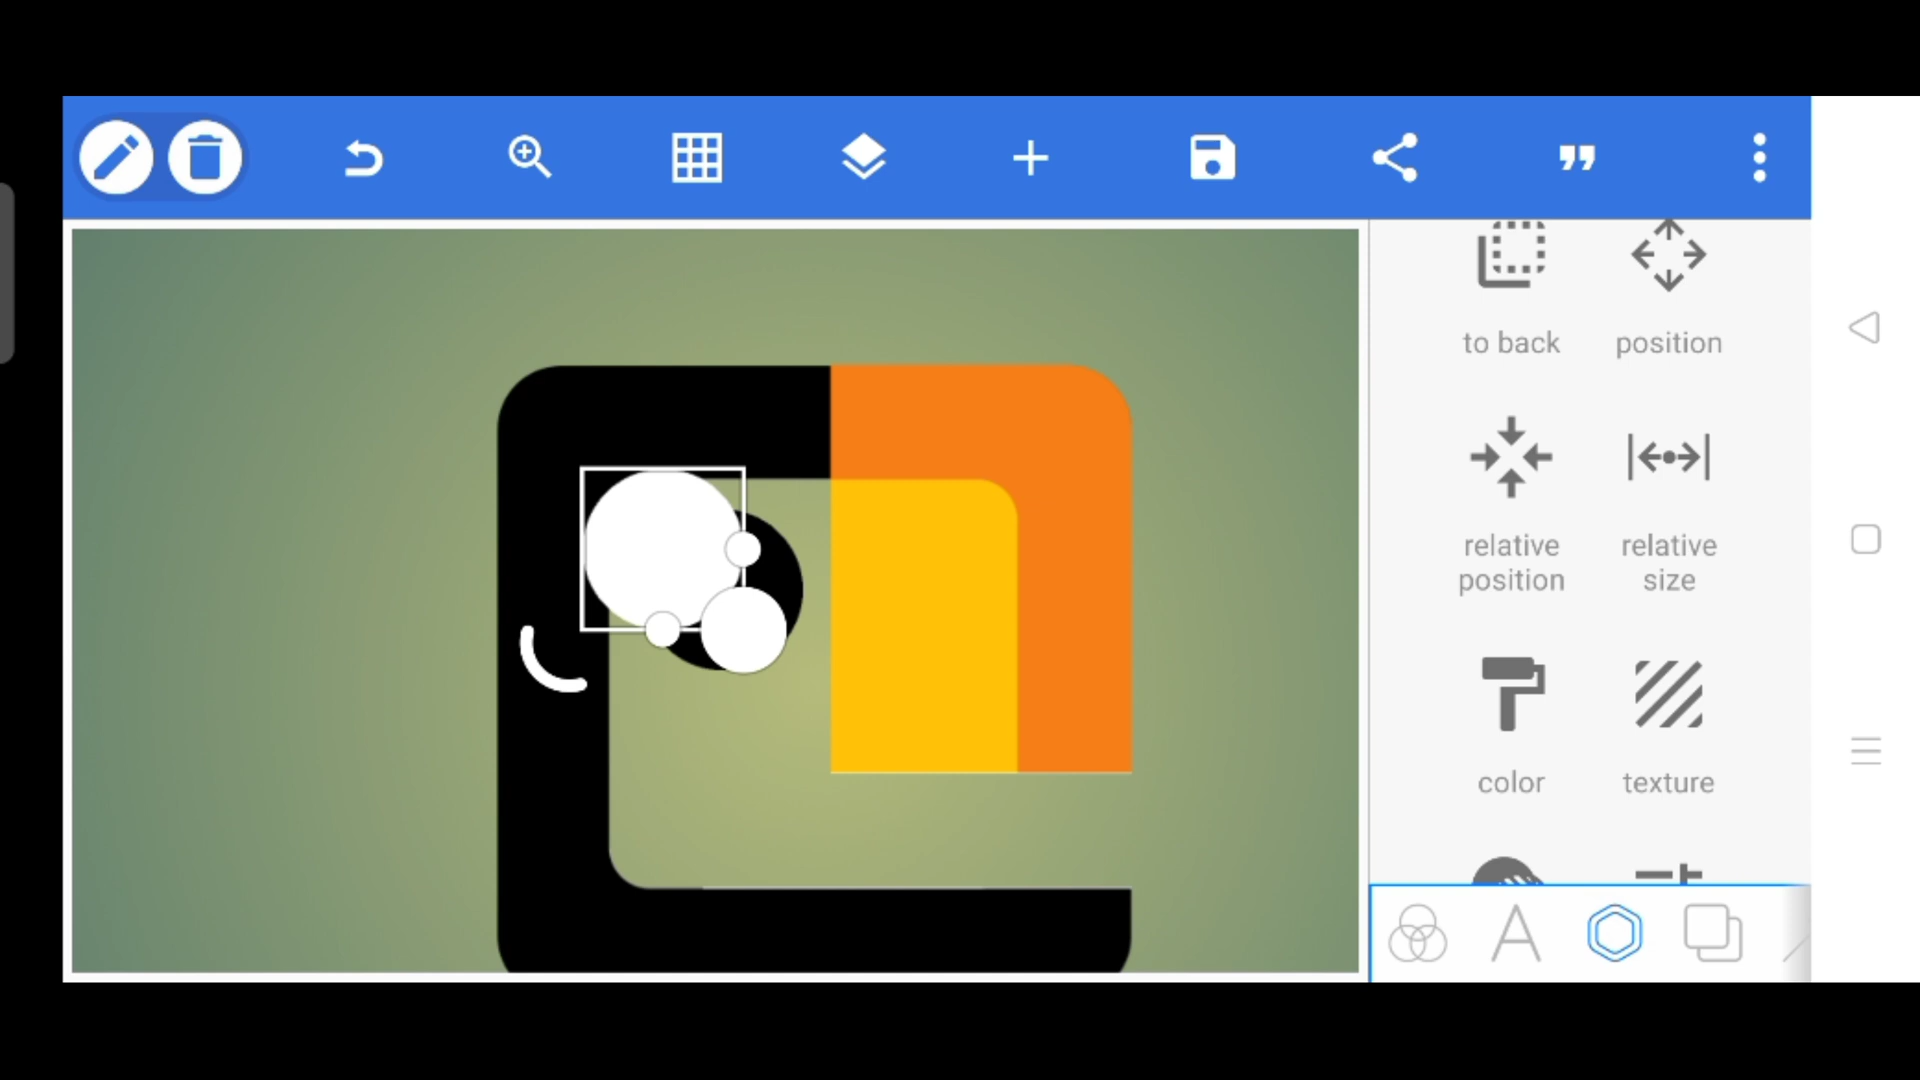 to back
position
relative
position
relative
size
color
texture